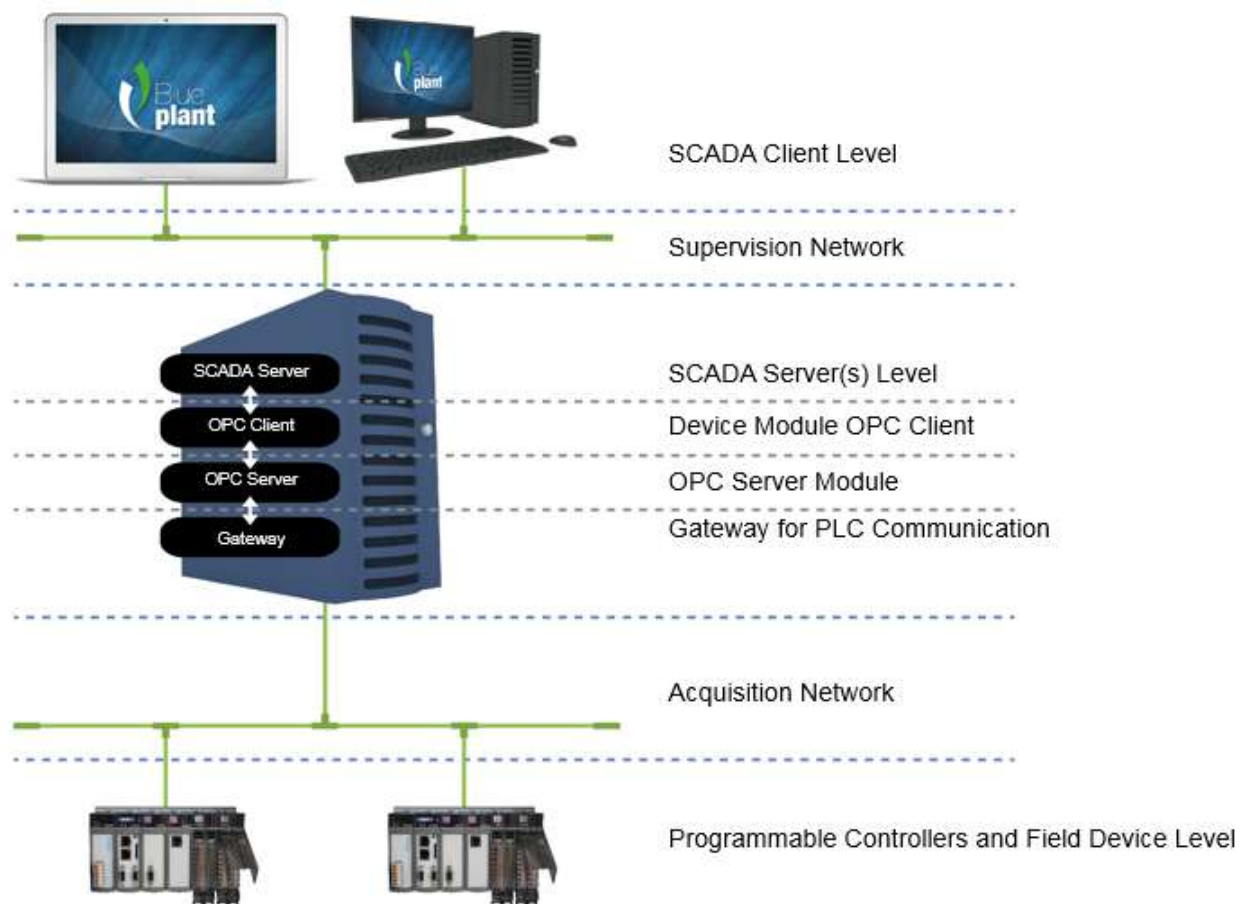 Blue
plant
Blue
plant
SCADA Client Level
Supervision Network
SCADA Server
SCADA Server(s) Level
OPC Client
Device Module OPC Client
OPC Server
OPC Server Module
Gateway
Gateway for PLC Communication
Acquisition Network
Programmable Controllers and Field Device Level